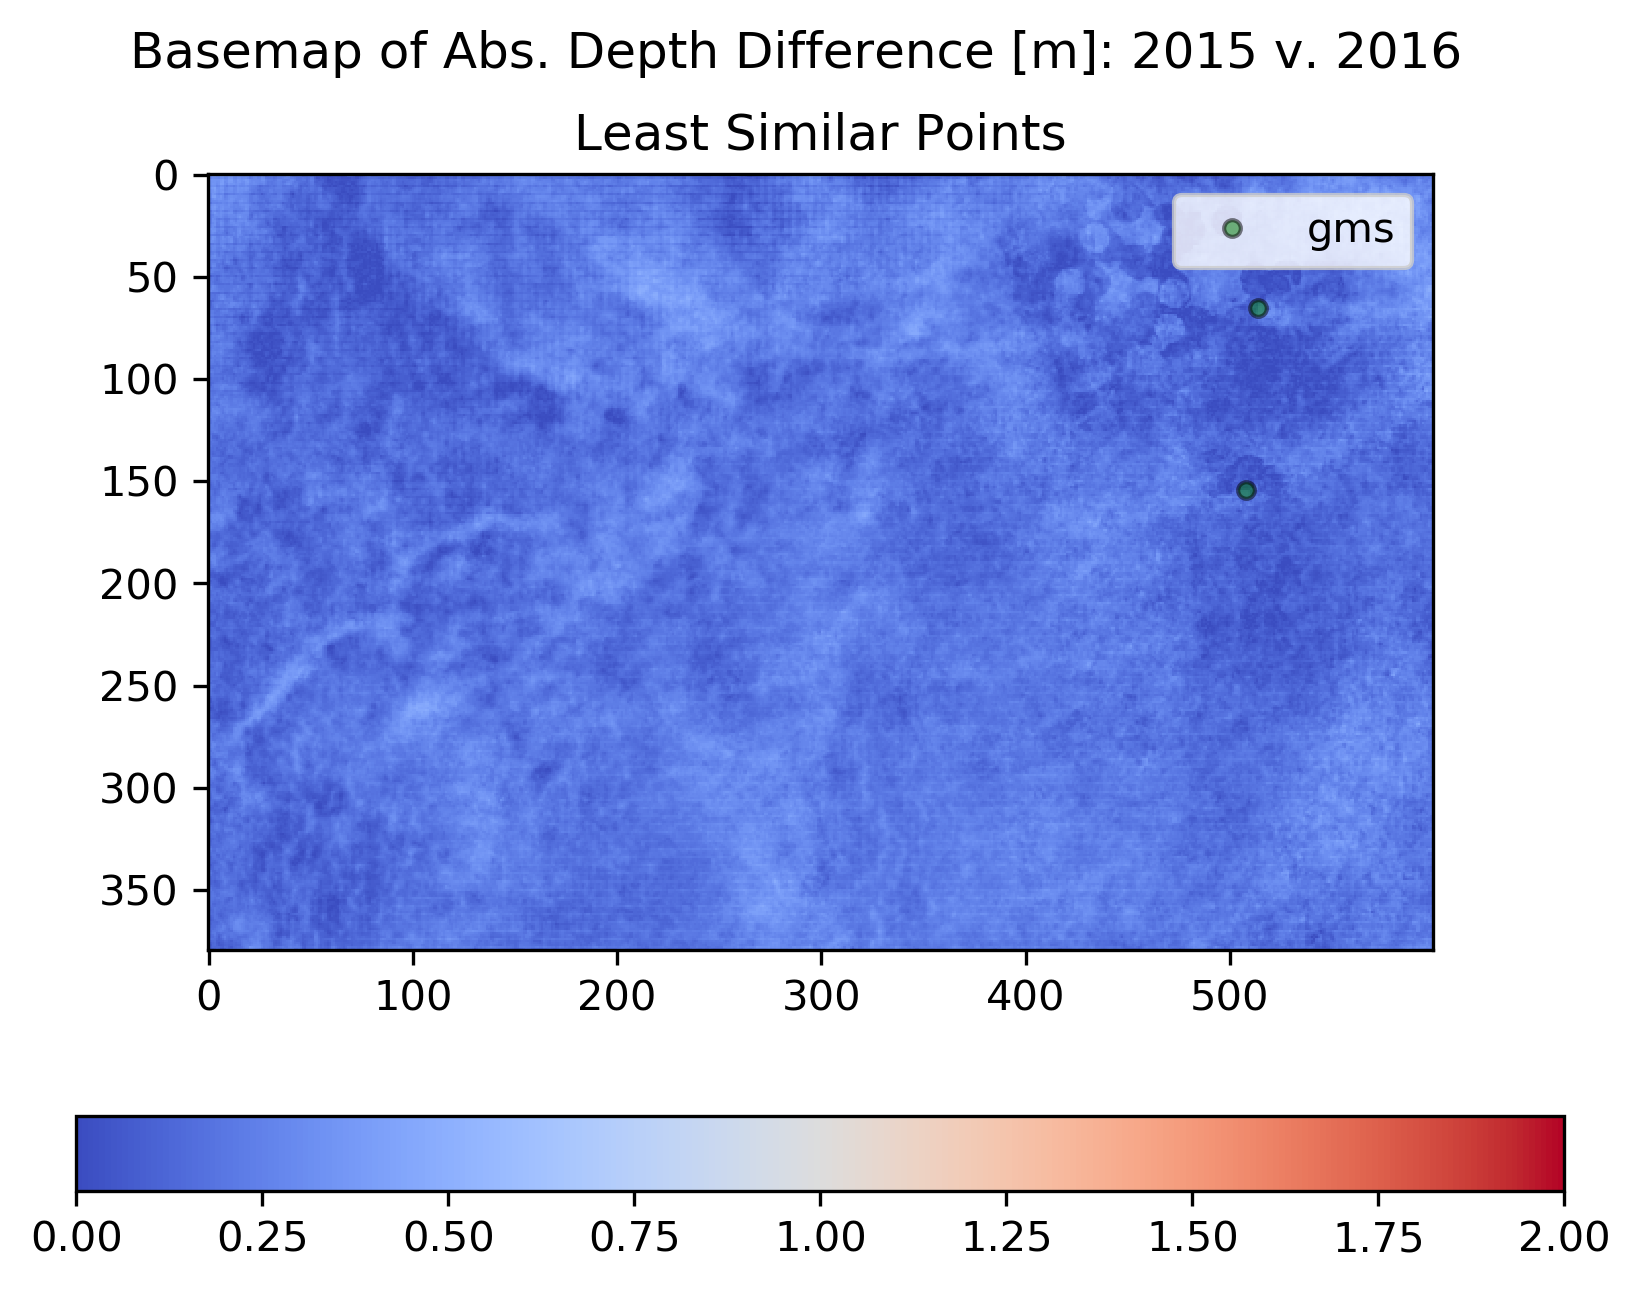 Basemap of Abs. Depth Difference [m]: 2015 v. 2016
Least Similar Points
gms
0
50
100
150
200
250
300
350
0 100 200 300 400 500
0.00 0.25 0.50 0.75 1.00 1.25 1.50 1.75 2.00